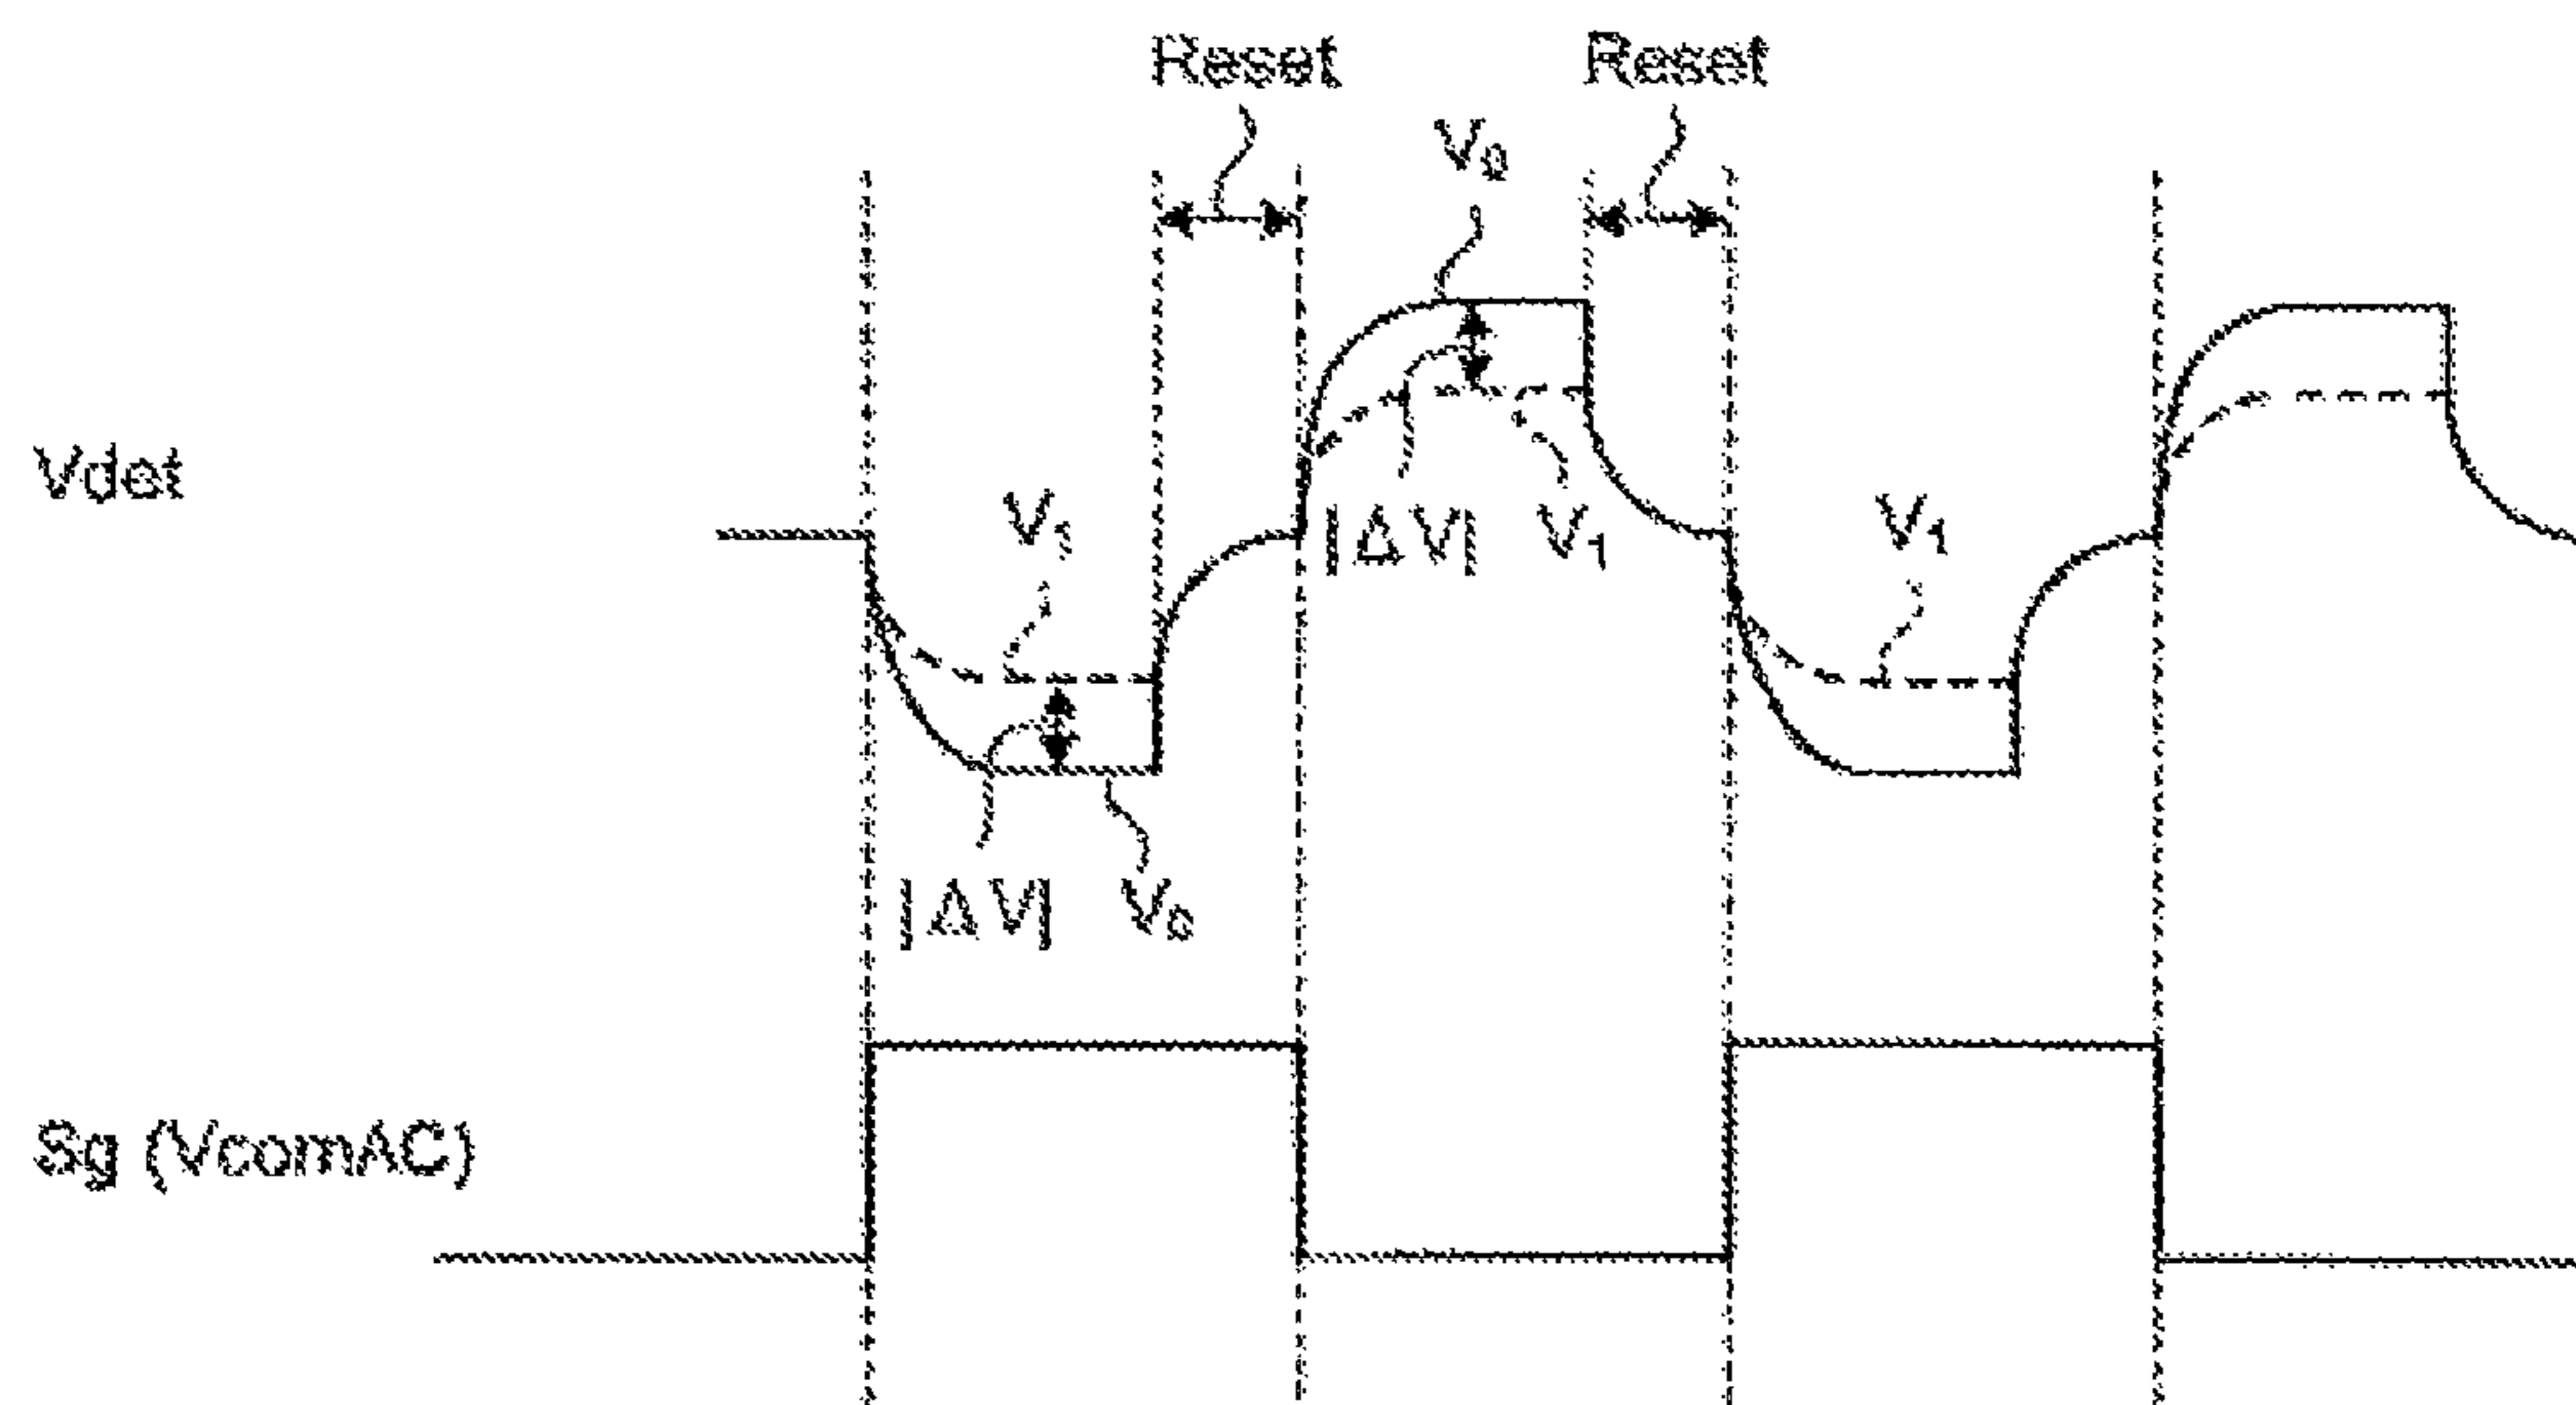 Reset Reset
V₀
Vdet
V₁ |ΔV| V₁ V₁
|ΔV| V₀
Sg (VcomAC)